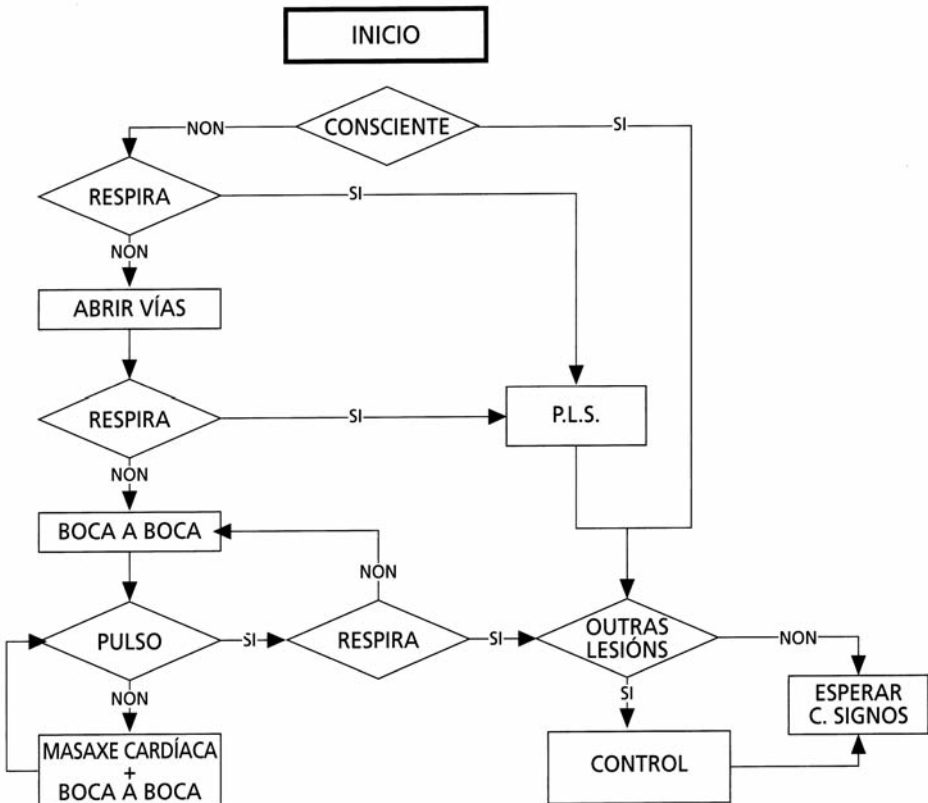 INICIO
CONSCIENTE
NON
SI
RESPIRA
SI
NON
ABRIR VÍAS
RESPIRA
SI
P.L.S.
NON
BOCA A BOCA
NON
PULSO
SI
RESPIRA
SI
OUTRAS
LESIÓNS
NON
NON
SI
ESPERAR
C. SIGNOS
MASAXE CARDÍACA
+
BOCA A BOCA
CONTROL